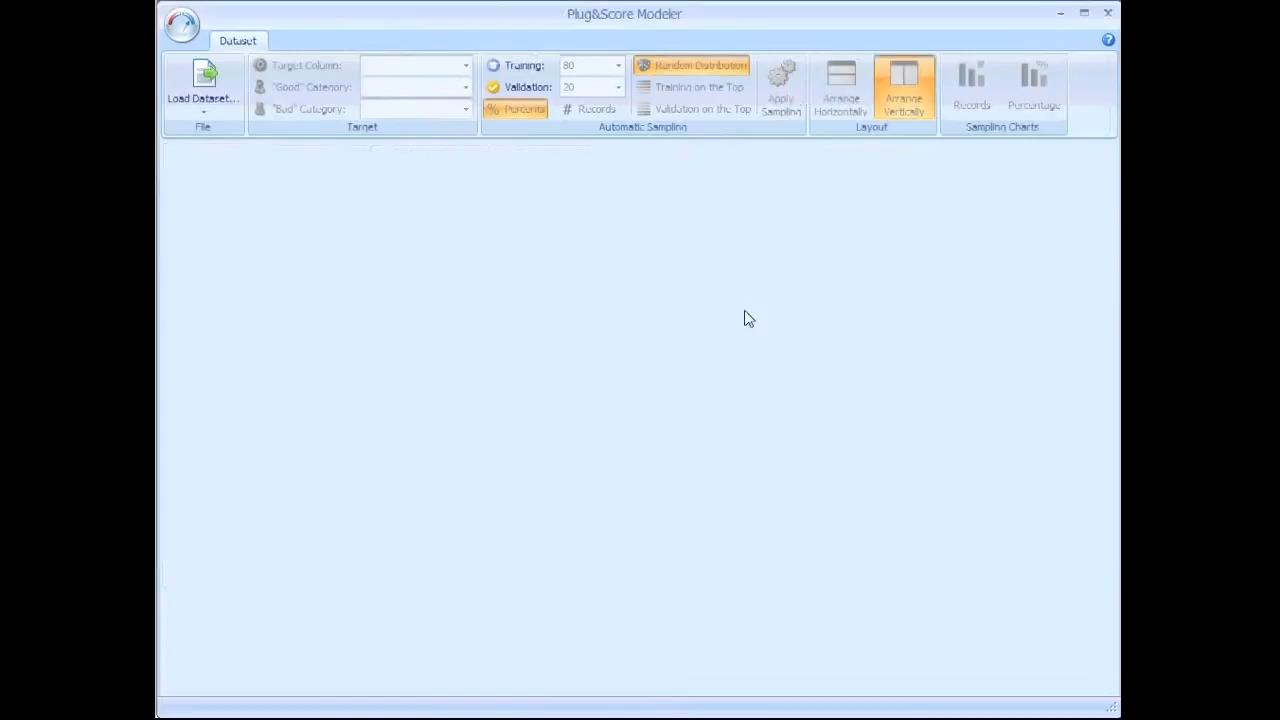 Plug&Score Modeler
Dataset
Load Dataset...
File
Target Column:
"Good" Category:
"Bad" Category:
Target
Training: 80
Validation: 20
% Percents # Records
Random Distribution
Training on the Top
Validation on the Top
Apply
Sampling
Automatic Sampling
Arrange
Horizontally
Arrange
Vertically
Layout
Records
Percentage
Sampling Charts